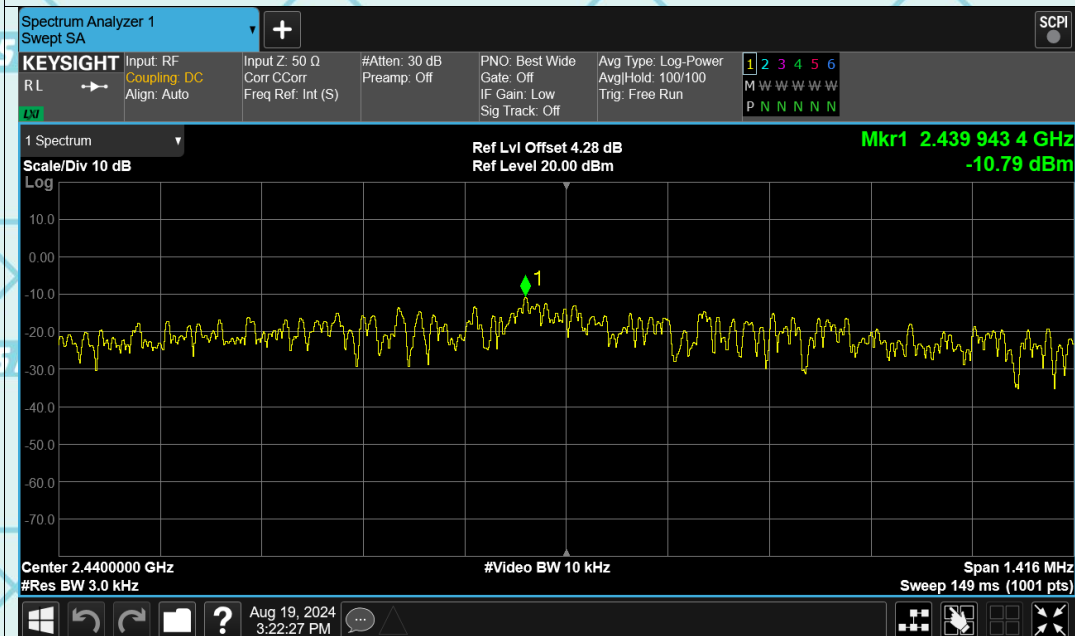 Spectrum Analyzer 1
Swept SA
+
SCPI
KEYSIGHT
R L
LXI
Input: RF
Coupling: DC
Align: Auto
Input Z: 50 Ω
Corr CCorr
Freq Ref: Int (S)
#Atten: 30 dB
Preamp: Off
PNO: Best Wide
Gate: Off
IF Gain: Low
Sig Track: Off
Avg Type: Log-Power
Avg|Hold: 100/100
Trig: Free Run
1 2 3 4 5 6
M W W W W W
P N N N N N
1 Spectrum
Scale/Div 10 dB
Log
Ref Lvl Offset 4.28 dB
Ref Level 20.00 dBm
Mkr1 2.439 943 4 GHz
-10.79 dBm
10.0
0.00
-10.0
-20.0
-30.0
-40.0
-50.0
-60.0
-70.0
1
Center 2.4400000 GHz
#Res BW 3.0 kHz
#Video BW 10 kHz
Span 1.416 MHz
Sweep 149 ms (1001 pts)
?
Aug 19, 2024
3:22:27 PM